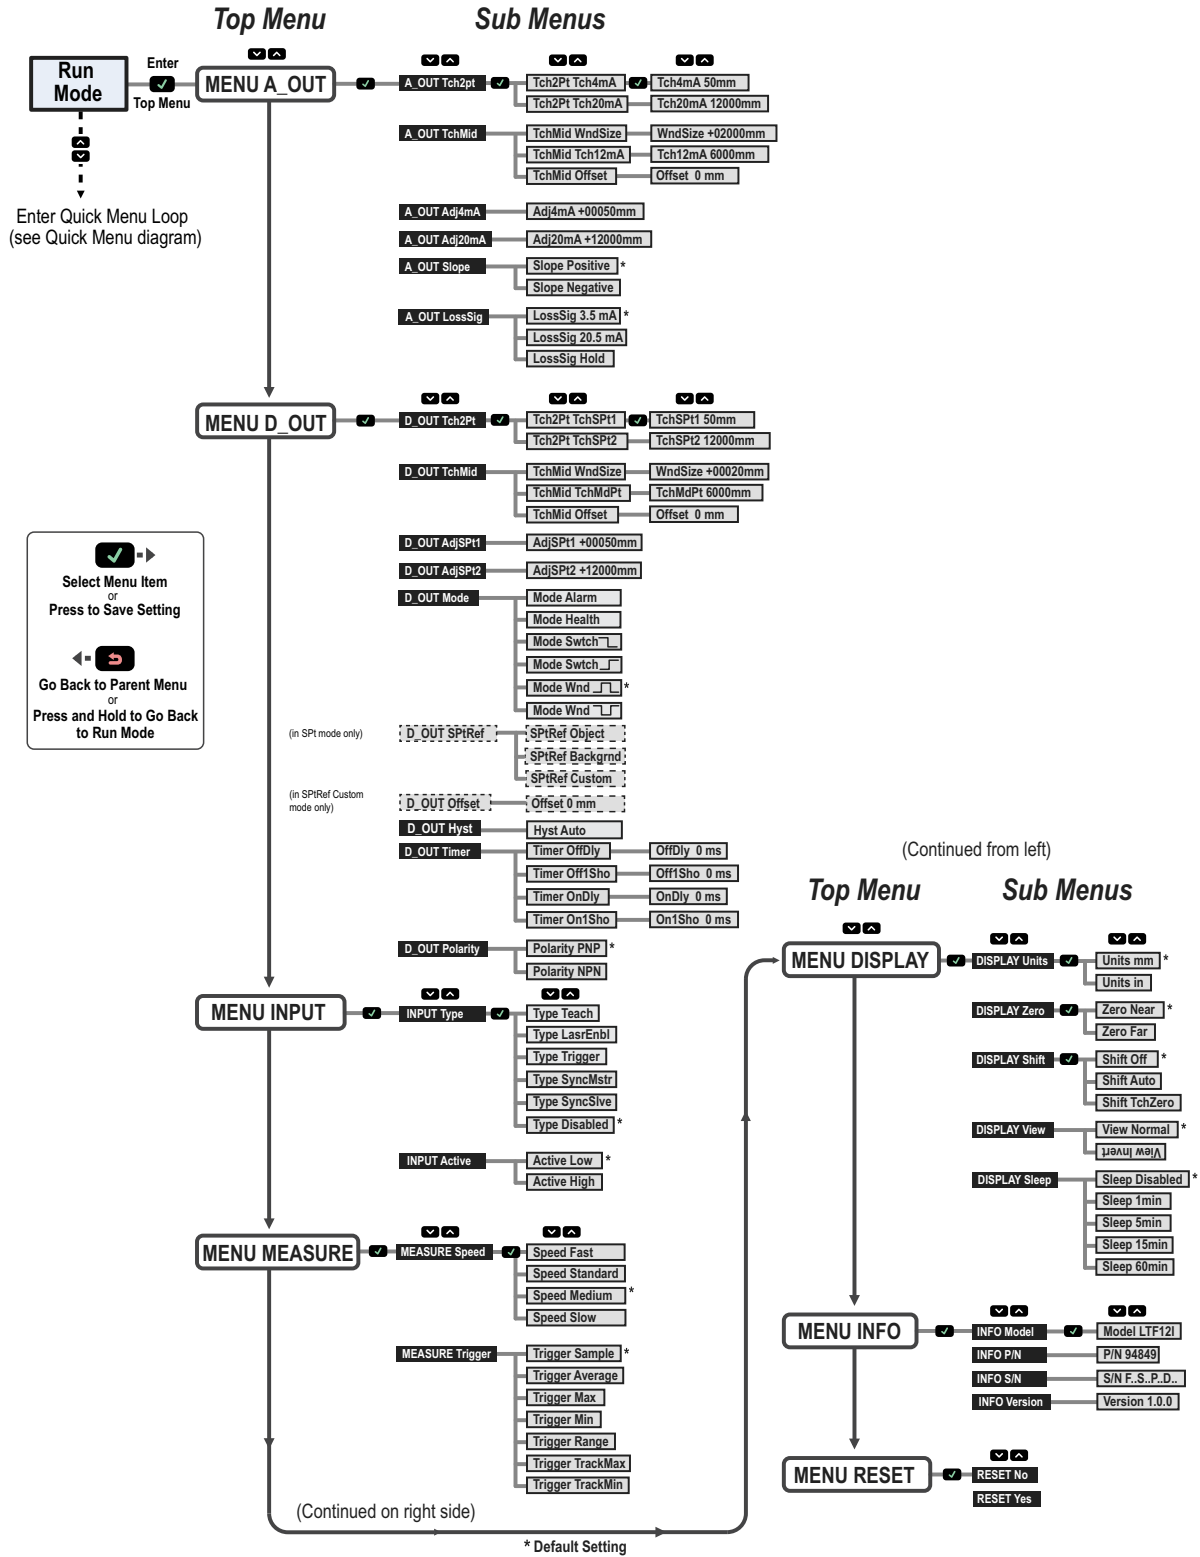 Top Menu
Sub Menus
Run Mode
Enter
Top Menu
Enter Quick Menu Loop
(see Quick Menu diagram)
MENU A_OUT
A_OUT Tch2pt
Tch2Pt Tch4mA
Tch4mA 50mm
Tch2Pt Tch20mA
Tch20mA 12000mm
A_OUT TchMid
TchMid WndSize
WndSize +02000mm
TchMid Tch12mA
Tch12mA 6000mm
TchMid Offset
Offset 0 mm
A_OUT Adj4mA
Adj4mA +00050mm
A_OUT Adj20mA
Adj20mA +12000mm
A_OUT Slope
Slope Positive *
Slope Negative
A_OUT LossSig
LossSig 3.5 mA *
LossSig 20.5 mA
LossSig Hold
MENU D_OUT
D_OUT Tch2Pt
Tch2Pt TchSPt1
TchSPt1 50mm
Tch2Pt TchSPt2
TchSPt2 12000mm
D_OUT TchMid
TchMid WndSize
WndSize +00020mm
TchMid TchMdPt
TchMdPt 6000mm
TchMid Offset
Offset 0 mm
D_OUT AdjSPt1
AdjSPt1 +00050mm
D_OUT AdjSPt2
AdjSPt2 +12000mm
D_OUT Mode
Mode Alarm
Mode Health
Mode Swtch
Mode Swtch
Mode Wnd *
Mode Wnd
(in SPt mode only)
D_OUT SPtRef
SPtRef Object
SPtRef Backgrnd
SPtRef Custom
(in SPtRef Custom
mode only)
D_OUT Offset
Offset 0 mm
D_OUT Hyst
Hyst Auto
D_OUT Timer
Timer OffDly
OffDly 0 ms
Timer Off1Sho
Off1Sho 0 ms
Timer OnDly
OnDly 0 ms
Timer On1Sho
On1Sho 0 ms
D_OUT Polarity
Polarity PNP *
Polarity NPN
Select Menu Item
or
Press to Save Setting
Go Back to Parent Menu
or
Press and Hold to Go Back
to Run Mode
MENU INPUT
INPUT Type
Type Teach
Type LasrEnbl
Type Trigger
Type SyncMstr
Type SyncSlve
Type Disabled *
INPUT Active
Active Low *
Active High
MENU MEASURE
MEASURE Speed
Speed Fast
Speed Standard
Speed Medium *
Speed Slow
MEASURE Trigger
Trigger Sample *
Trigger Average
Trigger Max
Trigger Min
Trigger Range
Trigger TrackMax
Trigger TrackMin
(Continued on right side)
* Default Setting
(Continued from left)
Top Menu
Sub Menus
MENU DISPLAY
DISPLAY Units
Units mm *
Units in
DISPLAY Zero
Zero Near *
Zero Far
DISPLAY Shift
Shift Off *
Shift Auto
Shift TchZero
DISPLAY View
View Normal *
View Invert
DISPLAY Sleep
Sleep Disabled *
Sleep 1min
Sleep 5min
Sleep 15min
Sleep 60min
MENU INFO
INFO Model
Model LTF12I
INFO P/N
P/N 94849
INFO S/N
S/N F..S..P..D..
INFO Version
Version 1.0.0
MENU RESET
RESET No
RESET Yes